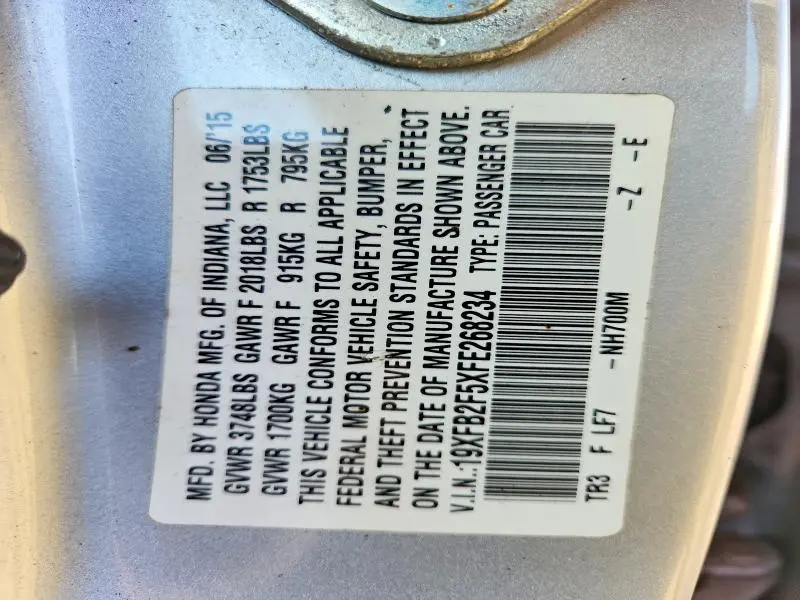 MFD. BY HONDA MFG. OF INDIANA, LLC 06/'15
GVWR 3748LBS GAWR F 2018LBS R 1753LBS
GVWR 1700KG GAWR F 915KG R 795KG
THIS VEHICLE CONFORMS TO ALL APPLICABLE
FEDERAL MOTOR VEHICLE SAFETY, BUMPER,
AND THEFT PREVENTION STANDARDS IN EFFECT
ON THE DATE OF MANUFACTURE SHOWN ABOVE.
V.I.N.:19XFB2F5XFE268234 TYPE: PASSENGER CAR
TR3 F LF7 - NH700M -Z -E